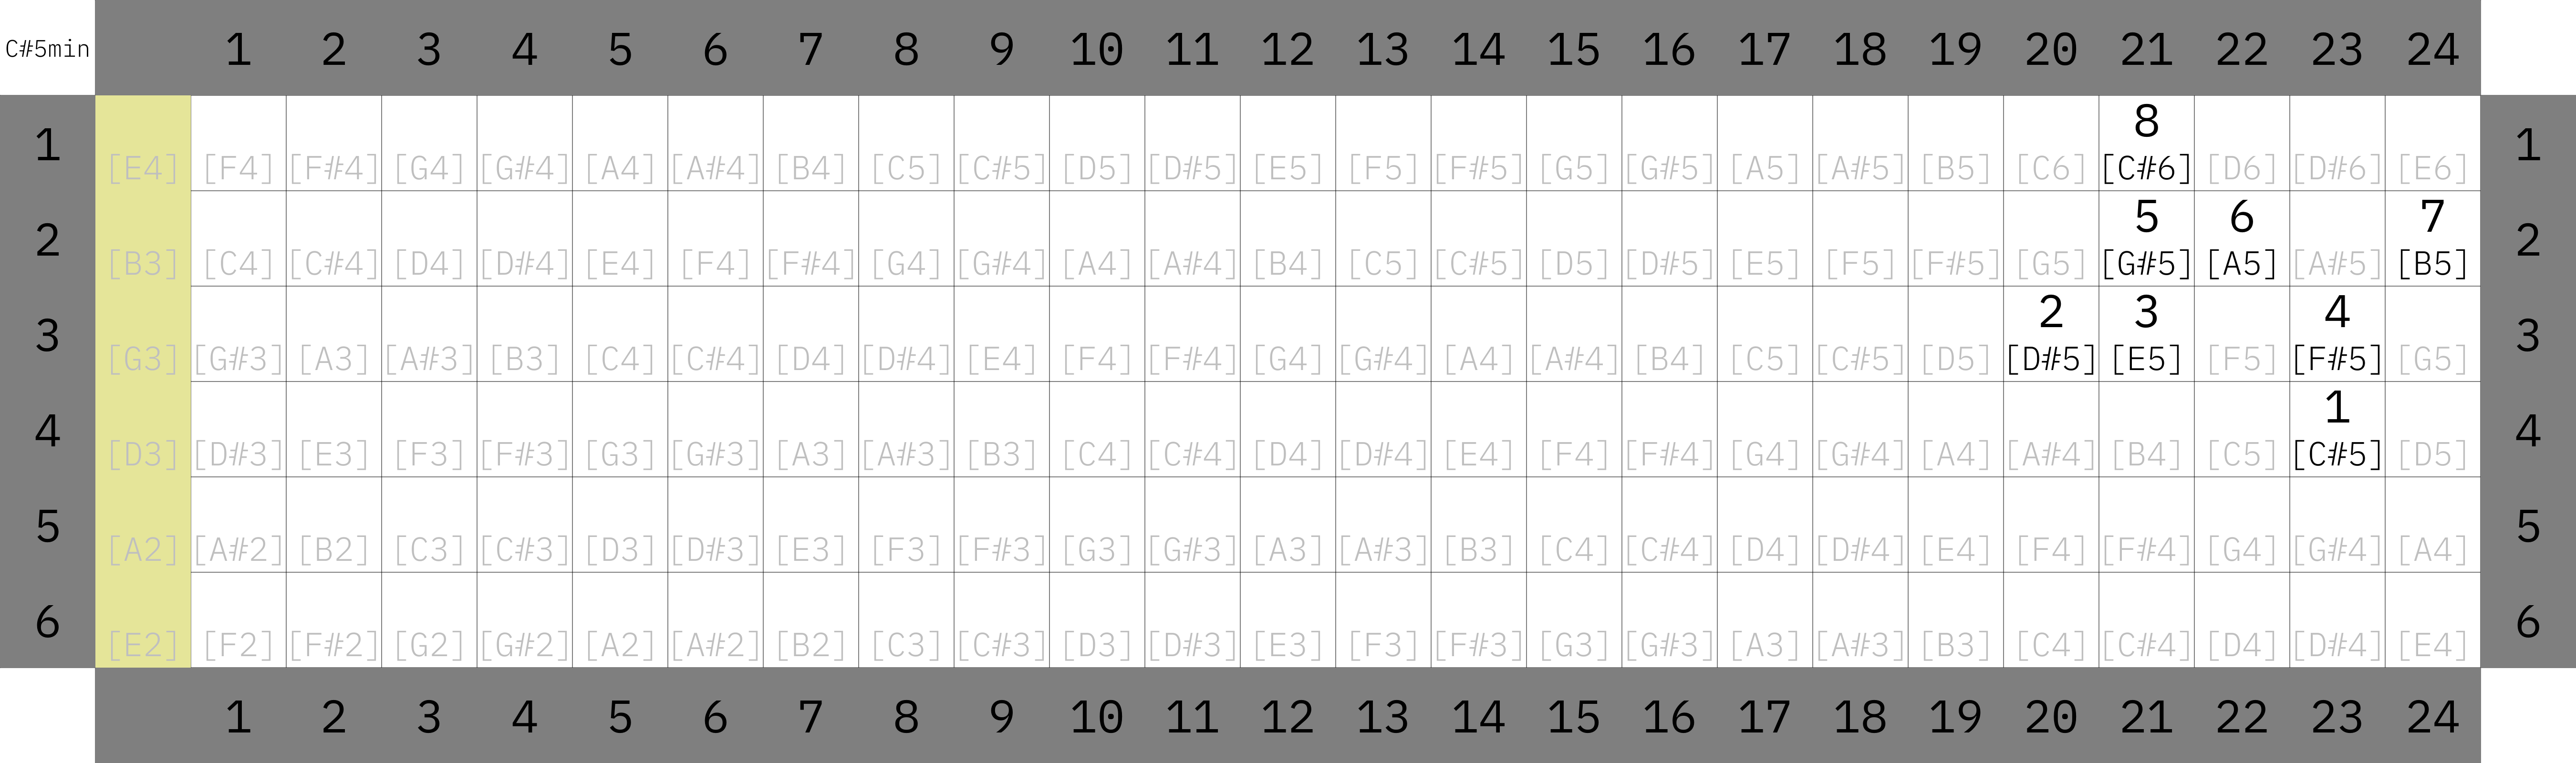 C#5min 1 2 3 4 5 6 7 8 9 10 11 12 13 14 15 16 17 18 19 20 21 22 23 24
8
1 [E4] [F4] [F#4] [G4] [G#4] [A4] [A#4] [B4] [C5] [C#5] [D5] [D#5] [E5] [F5] [F#5] [G5] [G#5] [A5] [A#5] [B5] [C6] [C#6] [D6] [D#6] [E6] 1
5 6 7
2 [B3] [C4] [C#4] [D4] [D#4] [E4] [F4] [F#4] [G4] [G#4] [A4] [A#4] [B4] [C5] [C#5] [D5] [D#5] [E5] [F5] [F#5] [G5] [G#5] [A5] [A#5] [B5] 2
2 3 4
3 [G3] [G#3] [A3] [A#3] [B3] [C4] [C#4] [D4] [D#4] [E4] [F4] [F#4] [G4] [G#4] [A4] [A#4] [B4] [C5] [C#5] [D5] [D#5] [E5] [F5] [F#5] [G5] 3
1
4 [D3] [D#3] [E3] [F3] [F#3] [G3] [G#3] [A3] [A#3] [B3] [C4] [C#4] [D4] [D#4] [E4] [F4] [F#4] [G4] [G#4] [A4] [A#4] [B4] [C5] [C#5] [D5] 4
5 [A2] [A#2] [B2] [C3] [C#3] [D3] [D#3] [E3] [F3] [F#3] [G3] [G#3] [A3] [A#3] [B3] [C4] [C#4] [D4] [D#4] [E4] [F4] [F#4] [G4] [G#4] [A4] 5
6 [E2] [F2] [F#2] [G2] [G#2] [A2] [A#2] [B2] [C3] [C#3] [D3] [D#3] [E3] [F3] [F#3] [G3] [G#3] [A3] [A#3] [B3] [C4] [C#4] [D4] [D#4] [E4] 6
1 2 3 4 5 6 7 8 9 10 11 12 13 14 15 16 17 18 19 20 21 22 23 24